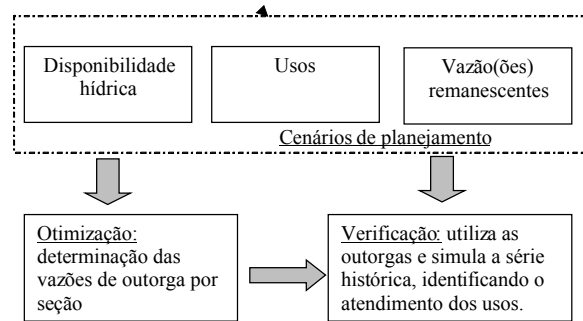 Disponibilidade
hídrica
Usos
Vazão(ões)
remanescentes
Cenários de planejamento
Otimização:
determinação das
vazões de outorga por
seção
Verificação: utiliza as
outorgas e simula a série
histórica, identificando o
atendimento dos usos.